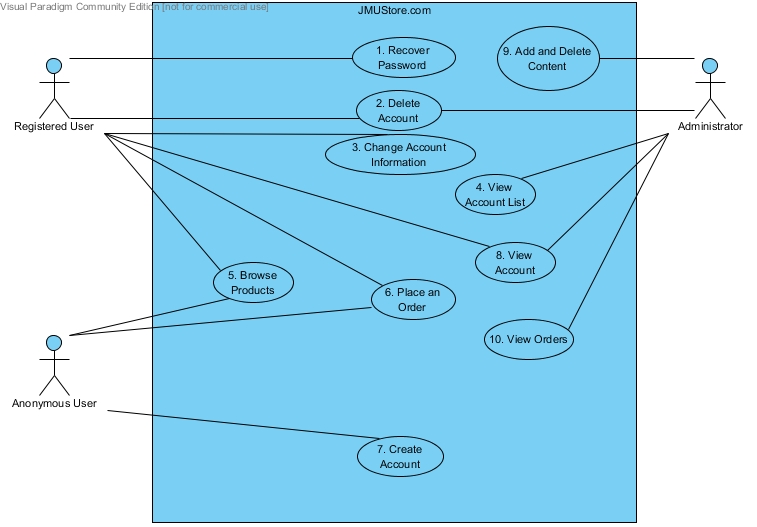 Visual Paradigm Community Edition [not for commercial use]
JMUStore.com
1. Recover
Password
9. Add and Delete
Content
2. Delete
Account
Registered User
Administrator
3. Change Account
Information
4. View
Account List
8. View
Account
5. Browse
Products
6. Place an
Order
10. View Orders
Anonymous User
7. Create
Account